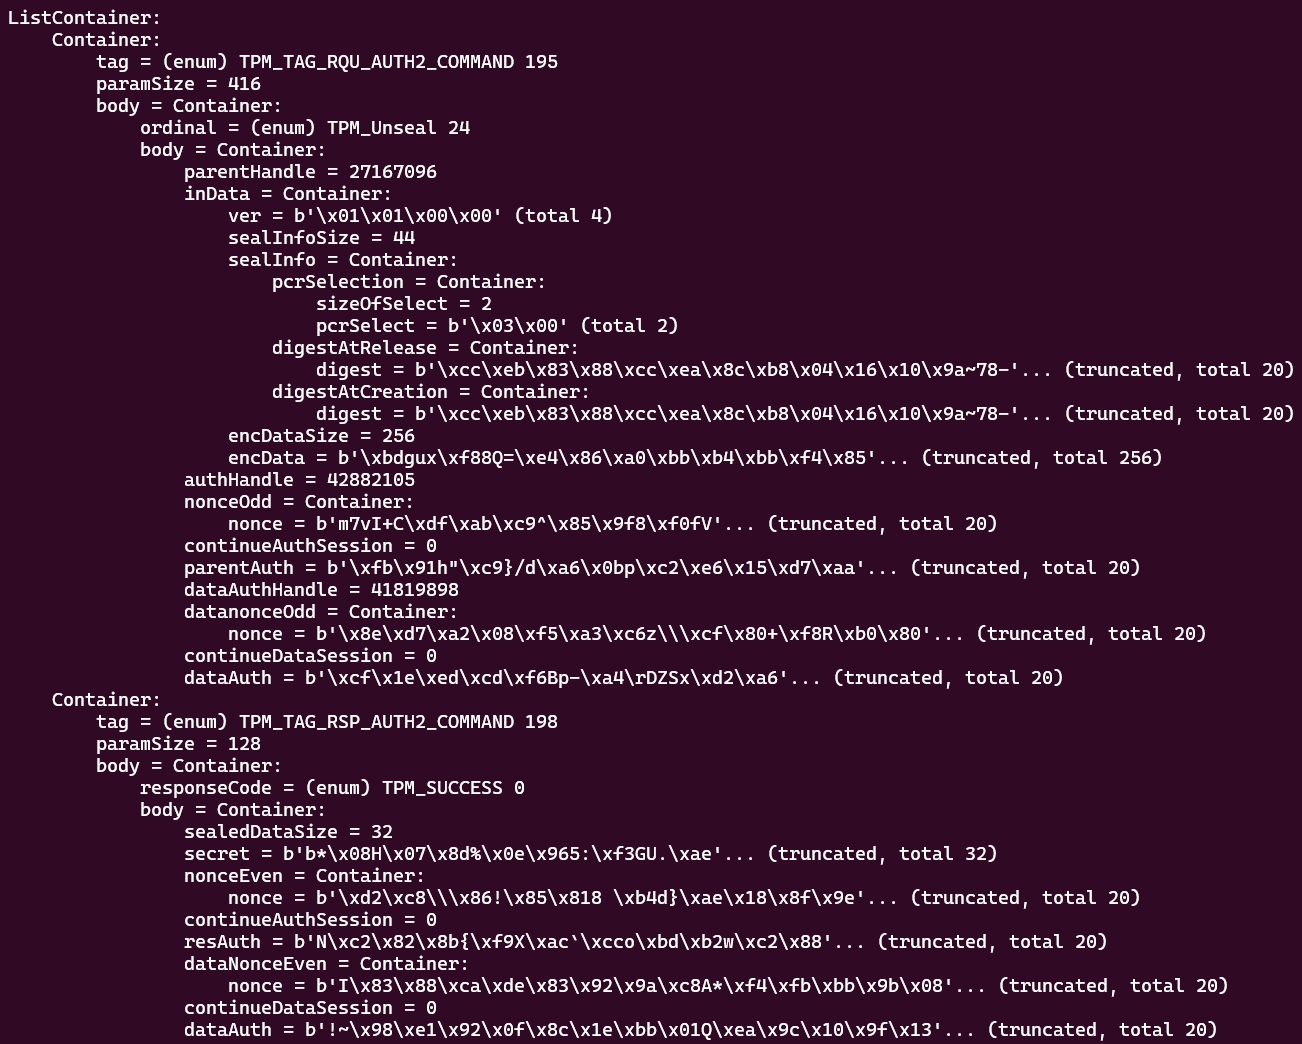 ListContainer:
    Container:
        tag = (enum) TPM_TAG_RQU_AUTH2_COMMAND 195
        paramSize = 416
        body = Container:
            ordinal = (enum) TPM_Unseal 24
            body = Container:
                parentHandle = 27167096
                inData = Container:
                    ver = b'\x01\x01\x00\x00' (total 4)
                    sealInfoSize = 44
                    sealInfo = Container:
                        pcrSelection = Container:
                            sizeOfSelect = 2
                            pcrSelect = b'\x03\x00' (total 2)
                        digestAtRelease = Container:
                            digest = b'\xcc\xeb\x83\x88\xcc\xea\x8c\xb8\x04\x16\x10\x9a~78-'... (truncated, total 20)
                        digestAtCreation = Container:
                            digest = b'\xcc\xeb\x83\x88\xcc\xea\x8c\xb8\x04\x16\x10\x9a~78-'... (truncated, total 20)
                    encDataSize = 256
                    encData = b'\xbdgux\xf88Q=\xe4\x86\xa0\xbb\xb4\xbb\xf4\x85'... (truncated, total 256)
                authHandle = 42882105
                nonceOdd = Container:
                    nonce = b'm7vI+C\xdf\xab\xc9^\x85\x9f8\xf0fV'... (truncated, total 20)
                continueAuthSession = 0
                parentAuth = b'\xfb\x91h"\xc9}/d\xa6\x0bp\xc2\xe6\x15\xd7\xaa'... (truncated, total 20)
                dataAuthHandle = 41819898
                datanonceOdd = Container:
                    nonce = b'\x8e\xd7\xa2\x08\xf5\xa3\xc6z\\\xcf\x80+\xf8R\xb0\x80'... (truncated, total 20)
                continueDataSession = 0
                dataAuth = b'\xcf\x1e\xed\xcd\xf6Bp-\xa4\rDZSx\xd2\xa6'... (truncated, total 20)
    Container:
        tag = (enum) TPM_TAG_RSP_AUTH2_COMMAND 198
        paramSize = 128
        body = Container:
            responseCode = (enum) TPM_SUCCESS 0
            body = Container:
                sealedDataSize = 32
                secret = b'b*\x08H\x07\x8d%\x0e\x965:\xf3GU.\xae'... (truncated, total 32)
                nonceEven = Container:
                    nonce = b'\xd2\xc8\\\x86!\x85\x818 \xb4d}\xae\x18\x8f\x9e'... (truncated, total 20)
                continueAuthSession = 0
                resAuth = b'N\xc2\x82\x8b{\xf9X\xac`\xcco\xbd\xb2w\xc2\x88'... (truncated, total 20)
                dataNonceEven = Container:
                    nonce = b'I\x83\x88\xca\xde\x83\x92\x9a\xc8A*\xf4\xfb\xbb\x9b\x08'... (truncated, total 20)
                continueDataSession = 0
                dataAuth = b'!~\x98\xe1\x92\x0f\x8c\x1e\xbb\x01Q\xea\x9c\x10\x9f\x13'... (truncated, total 20)